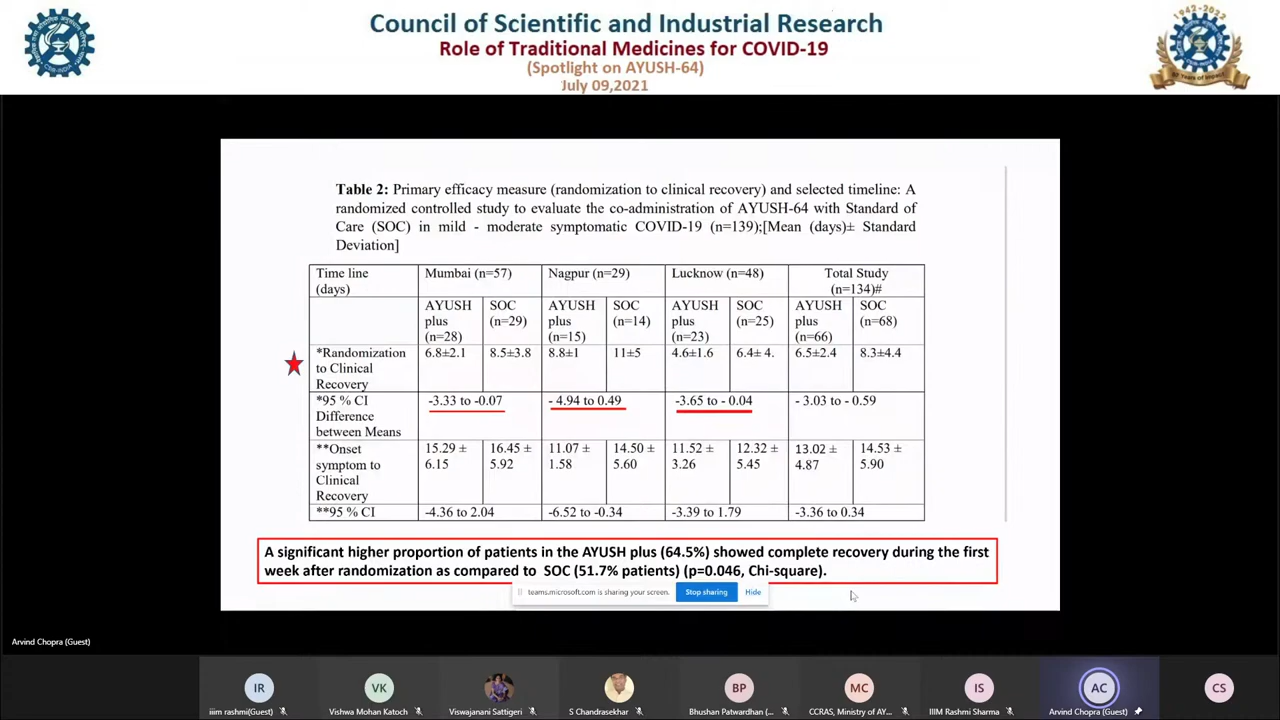 Council of Scientific and Industrial Research
Role of Traditional Medicines for COVID-19
(Spotlight on AYUSH-64)
July 09,2021
1942-2022
Table 2: Primary efficacy measure (randomization to clinical recovery) and selected timeline: A
randomized controlled study to evaluate the co-administration of AYUSH-64 with Standard of
Care (SOC) in mild - moderate symptomatic COVID-19 (n=139);[Mean (days)± Standard
Deviation]
Time line (days) Mumbai (n=57) Nagpur (n=29) Lucknow (n=48) Total Study (n=134)#
AYUSH plus (n=28) SOC (n=29) AYUSH plus (n=15) SOC (n=14) AYUSH plus (n=23) SOC (n=25) AYUSH plus (n=66) SOC (n=68)
*Randomization to Clinical Recovery 6.8±2.1 8.5±3.8 8.8±1 11±5 4.6±1.6 6.4± 4. 6.5±2.4 8.3±4.4
*95 % CI Difference between Means -3.33 to -0.07 - 4.94 to 0.49 -3.65 to - 0.04 - 3.03 to - 0.59
**Onset symptom to Clinical Recovery 15.29 ± 6.15 16.45 ± 5.92 11.07 ± 1.58 14.50 ± 5.60 11.52 ± 3.26 12.32 ± 5.45 13.02 ± 4.87 14.53 ± 5.90
**95 % CI -4.36 to 2.04 -6.52 to -0.34 -3.39 to 1.79 -3.36 to 0.34
A significant higher proportion of patients in the AYUSH plus (64.5%) showed complete recovery during the first
week after randomization as compared to SOC (51.7% patients) (p=0.046, Chi-square).
teams.microsoft.com is sharing your screen. Stop sharing Hide
Arvind Chopra (Guest)
IR VK BP MC IS AC CS
iiim rashmi(Guest) Vishwa Mohan Katoch Viswajanani Sattigeri S Chandrasekhar Bhushan Patwardhan (... CCRAS, Ministry of AY... IIIM Rashmi Sharma Arvind Chopra (Guest)